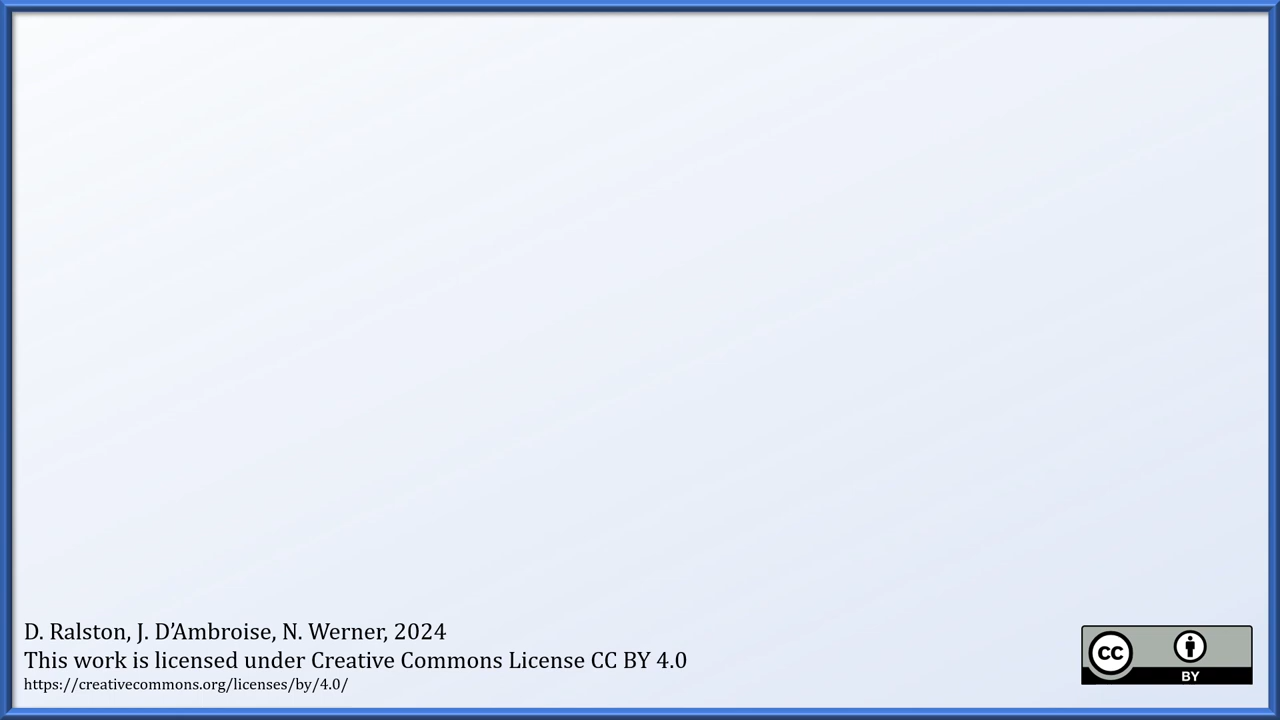 D. Ralston, J. D’Ambroise, N. Werner, 2024
This work is licensed under Creative Commons License CC BY 4.0
https://creativecommons.org/licenses/by/4.0/
CC
BY